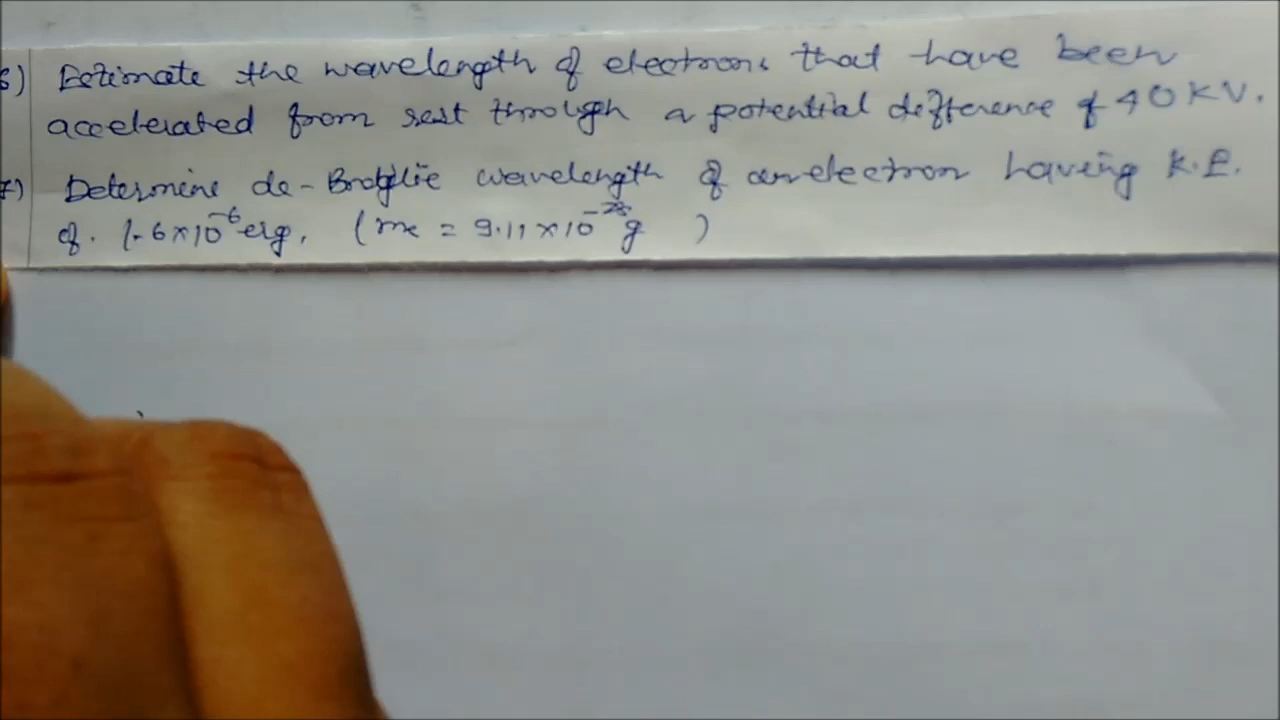 6) Estimate the wavelength of electrons that have been
accelerated from rest through a potential difference of 40 KV.
7) Determine de-Broglie wavelength of an electron having K.E.
of. 1.6×10⁻⁶ erg. (me = 9.11×10⁻²⁸ g )